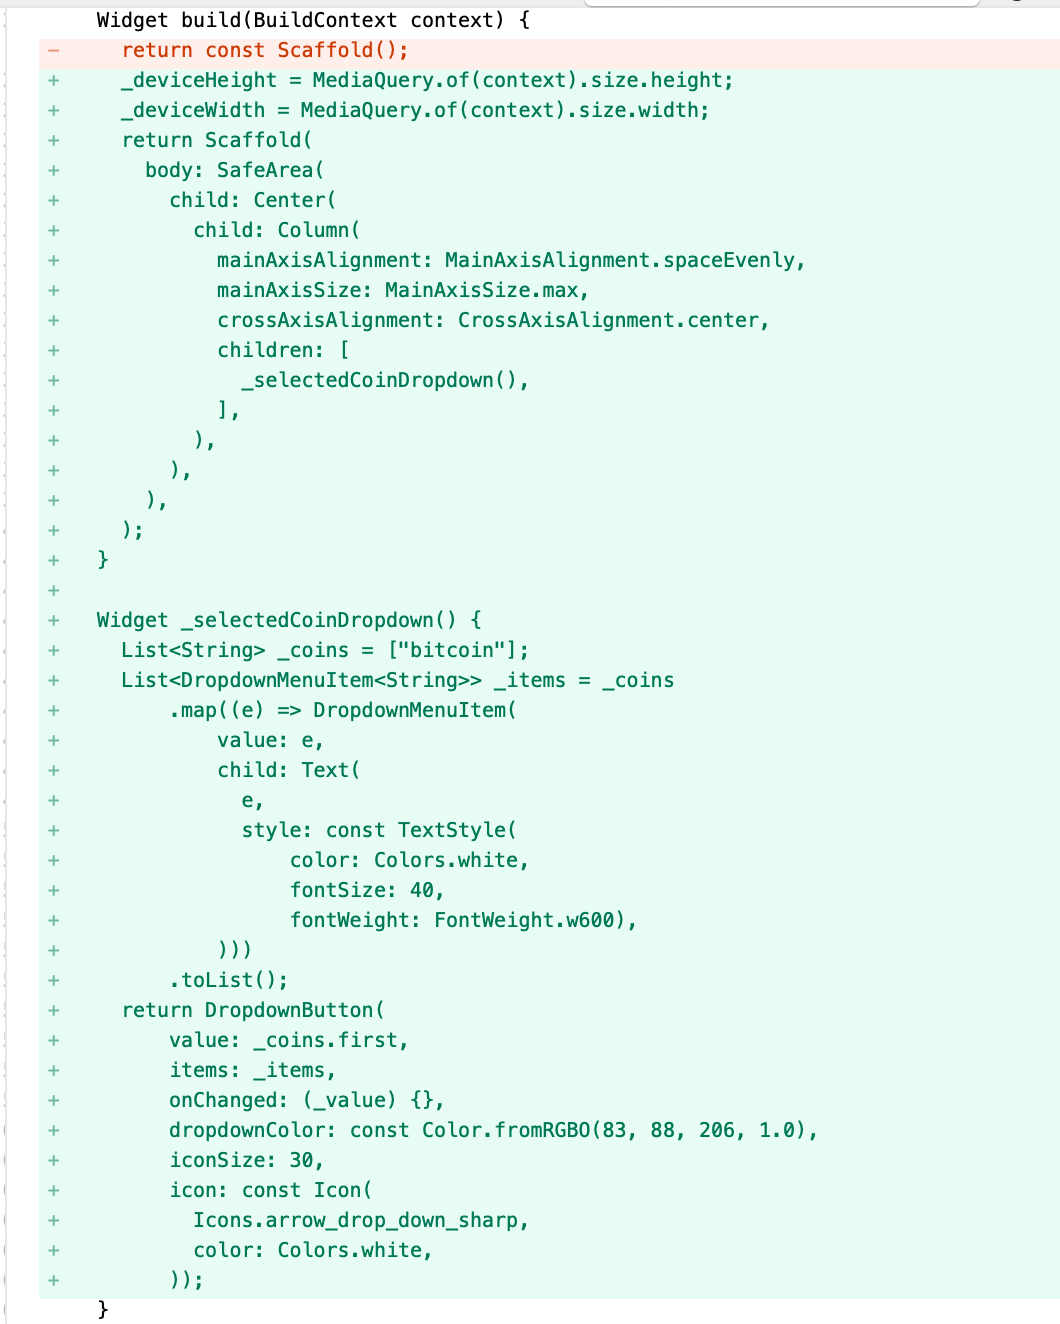 Widget build(BuildContext context) {
-     return const Scaffold();
+     _deviceHeight = MediaQuery.of(context).size.height;
+     _deviceWidth = MediaQuery.of(context).size.width;
+     return Scaffold(
+       body: SafeArea(
+         child: Center(
+           child: Column(
+             mainAxisAlignment: MainAxisAlignment.spaceEvenly,
+             mainAxisSize: MainAxisSize.max,
+             crossAxisAlignment: CrossAxisAlignment.center,
+             children: [
+               _selectedCoinDropdown(),
+             ],
+           ),
+         ),
+       ),
+     );
+   }
+
+   Widget _selectedCoinDropdown() {
+     List<String> _coins = ["bitcoin"];
+     List<DropdownMenuItem<String>> _items = _coins
+         .map((e) => DropdownMenuItem(
+             value: e,
+             child: Text(
+               e,
+               style: const TextStyle(
+                   color: Colors.white,
+                   fontSize: 40,
+                   fontWeight: FontWeight.w600),
+             )))
+         .toList();
+     return DropdownButton(
+         value: _coins.first,
+         items: _items,
+         onChanged: (_value) {},
+         dropdownColor: const Color.fromRGBO(83, 88, 206, 1.0),
+         iconSize: 30,
+         icon: const Icon(
+           Icons.arrow_drop_down_sharp,
+           color: Colors.white,
+         ));
    }